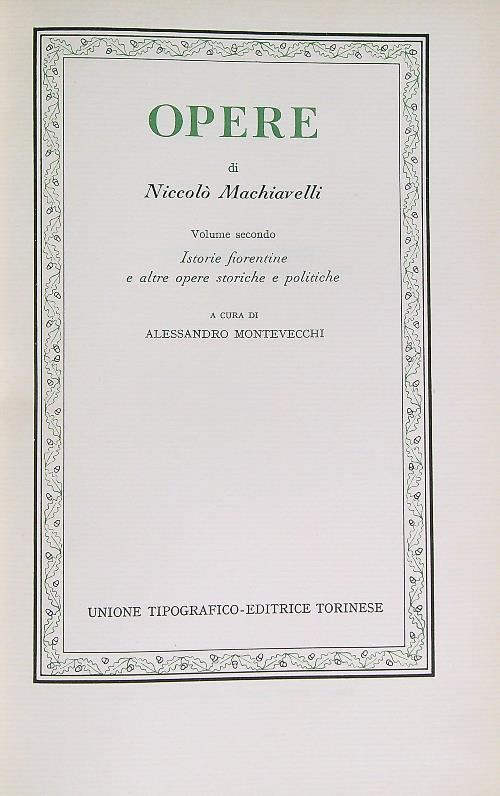 OPERE
di
Niccolò Machiavelli
Volume secondo
Istorie fiorentine
e altre opere storiche e politiche
A CURA DI
ALESSANDRO MONTEVECCHI
UNIONE TIPOGRAFICO-EDITRICE TORINESE